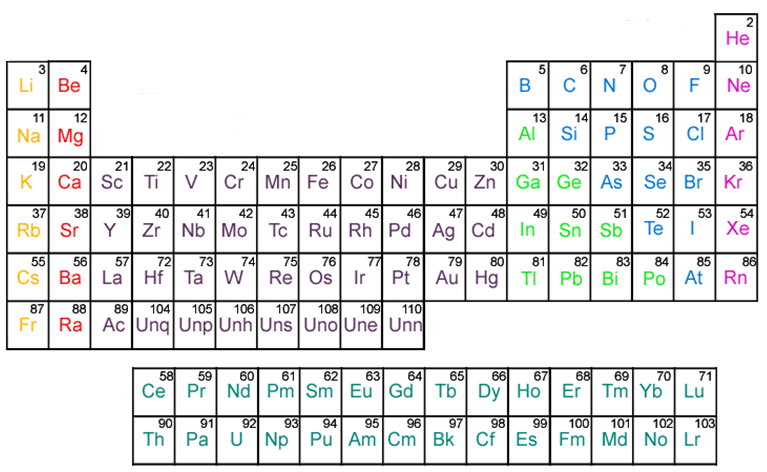 2
He
3 4 5 6 7 8 9 10
Li Be B C N O F Ne
11 12 13 14 15 16 17 18
Na Mg Al Si P S Cl Ar
19 20 21 22 23 24 25 26 27 28 29 30 31 32 33 34 35 36
K Ca Sc Ti V Cr Mn Fe Co Ni Cu Zn Ga Ge As Se Br Kr
37 38 39 40 41 42 43 44 45 46 47 48 49 50 51 52 53 54
Rb Sr Y Zr Nb Mo Tc Ru Rh Pd Ag Cd In Sn Sb Te I Xe
55 56 57 72 73 74 75 76 77 78 79 80 81 82 83 84 85 86
Cs Ba La Hf Ta W Re Os Ir Pt Au Hg Tl Pb Bi Po At Rn
87 88 89 104 105 106 107 108 109 110
Fr Ra Ac Unq Unp Unh Uns Uno Une Unn
58 59 60 61 62 63 64 65 66 67 68 69 70 71
Ce Pr Nd Pm Sm Eu Gd Tb Dy Ho Er Tm Yb Lu
90 91 92 93 94 95 96 97 98 99 100 101 102 103
Th Pa U Np Pu Am Cm Bk Cf Es Fm Md No Lr